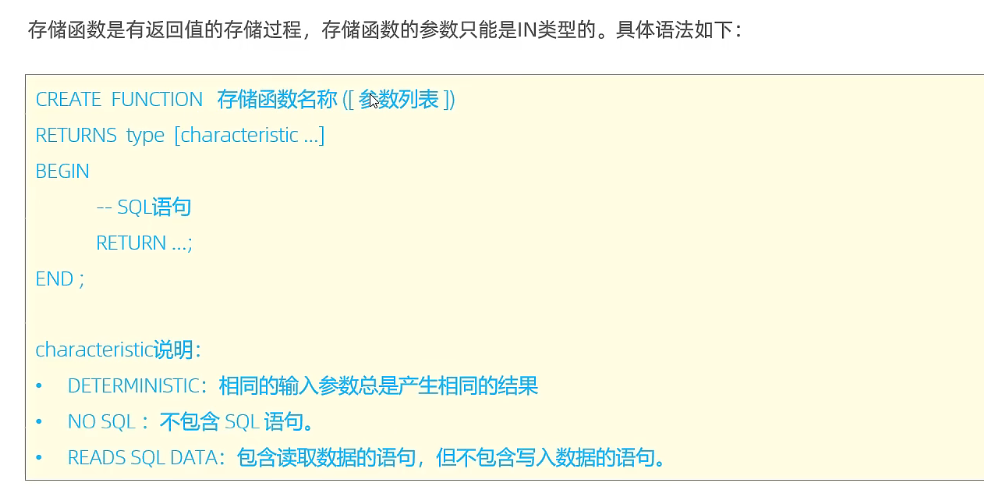 存储函数是有返回值的存储过程，存储函数的参数只能是IN类型的。具体语法如下：
CREATE FUNCTION 存储函数名称 ([ 参数列表 ])
RETURNS type [characteristic ...]
BEGIN
-- SQL语句
RETURN ...;
END ;
characteristic说明：
• DETERMINISTIC：相同的输入参数总是产生相同的结果
• NO SQL ：不包含 SQL 语句。
• READS SQL DATA：包含读取数据的语句，但不包含写入数据的语句。